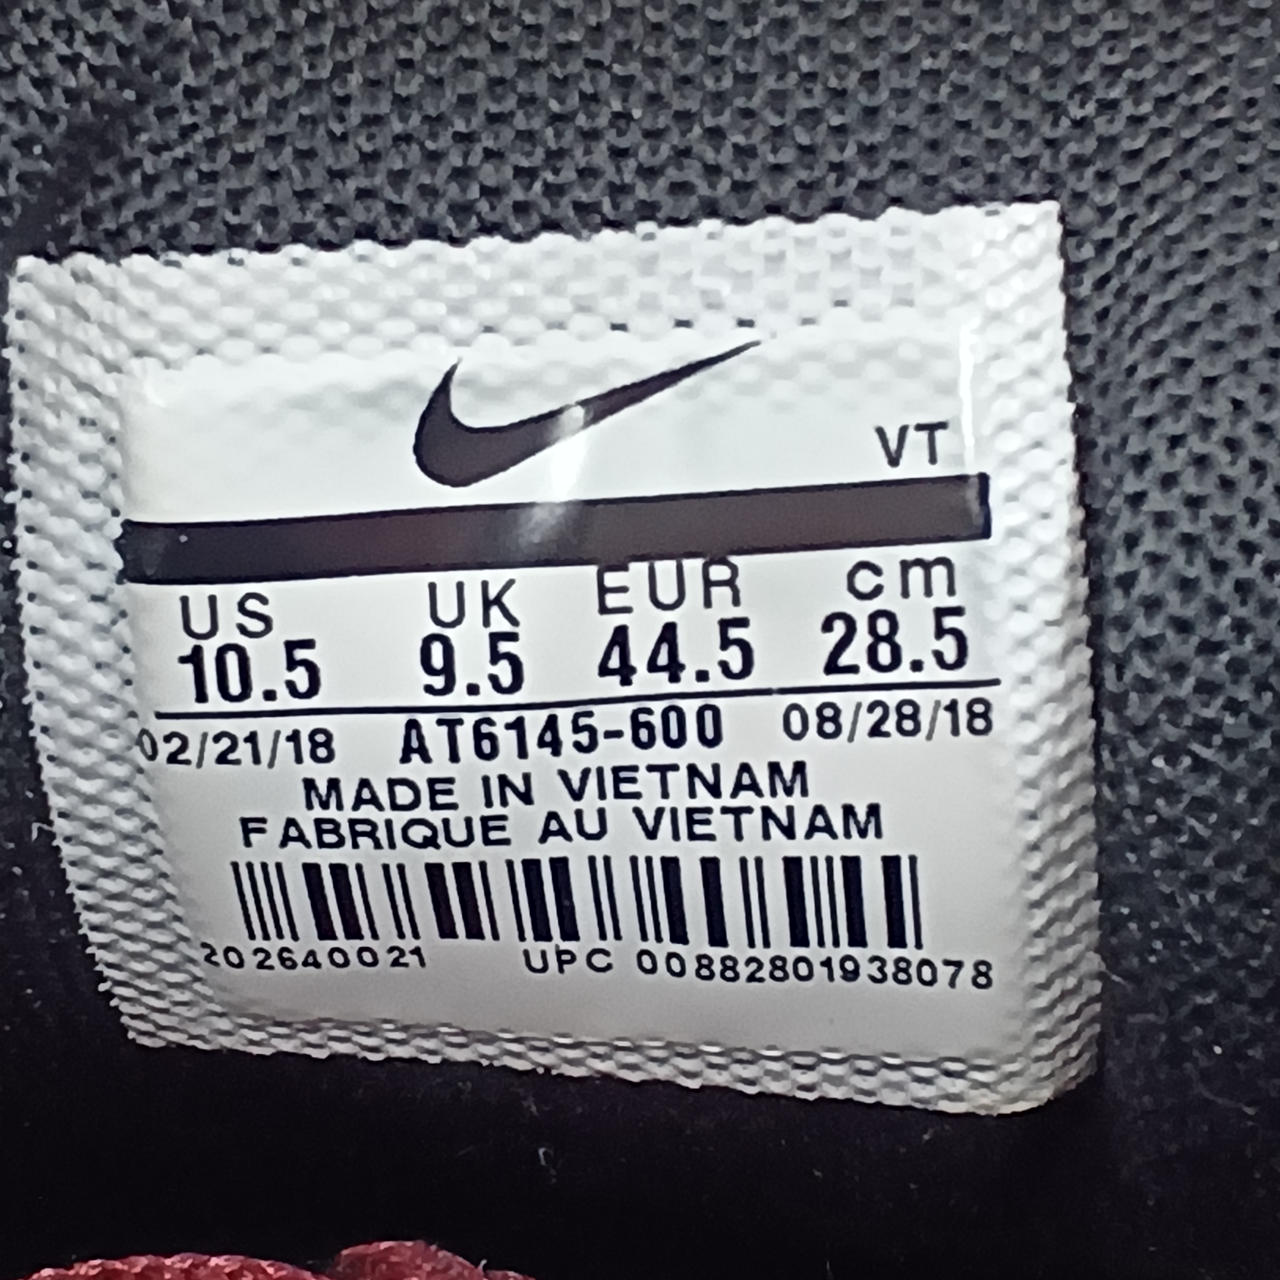 VT
US UK EUR cm
10.5 9.5 44.5 28.5
02/21/18 AT6145-600 08/28/18
MADE IN VIETNAM
FABRIQUE AU VIETNAM
202640021 UPC 00882801938078